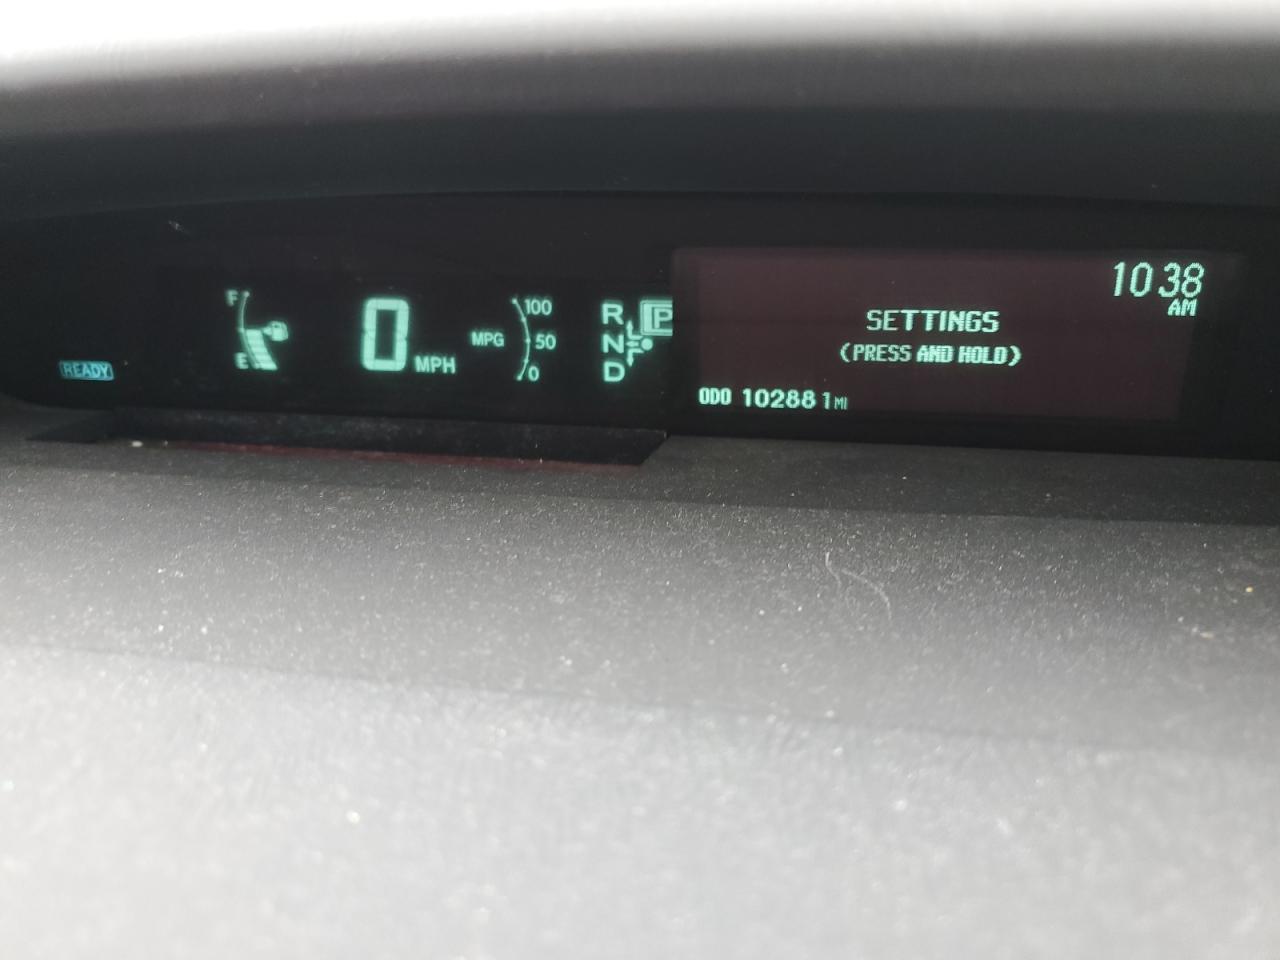 READY
F
E
0 MPH
MPG
100
50
0
R
N
D
P
10 38
AM
SETTINGS
(PRESS AND HOLD)
ODO 102881 MI